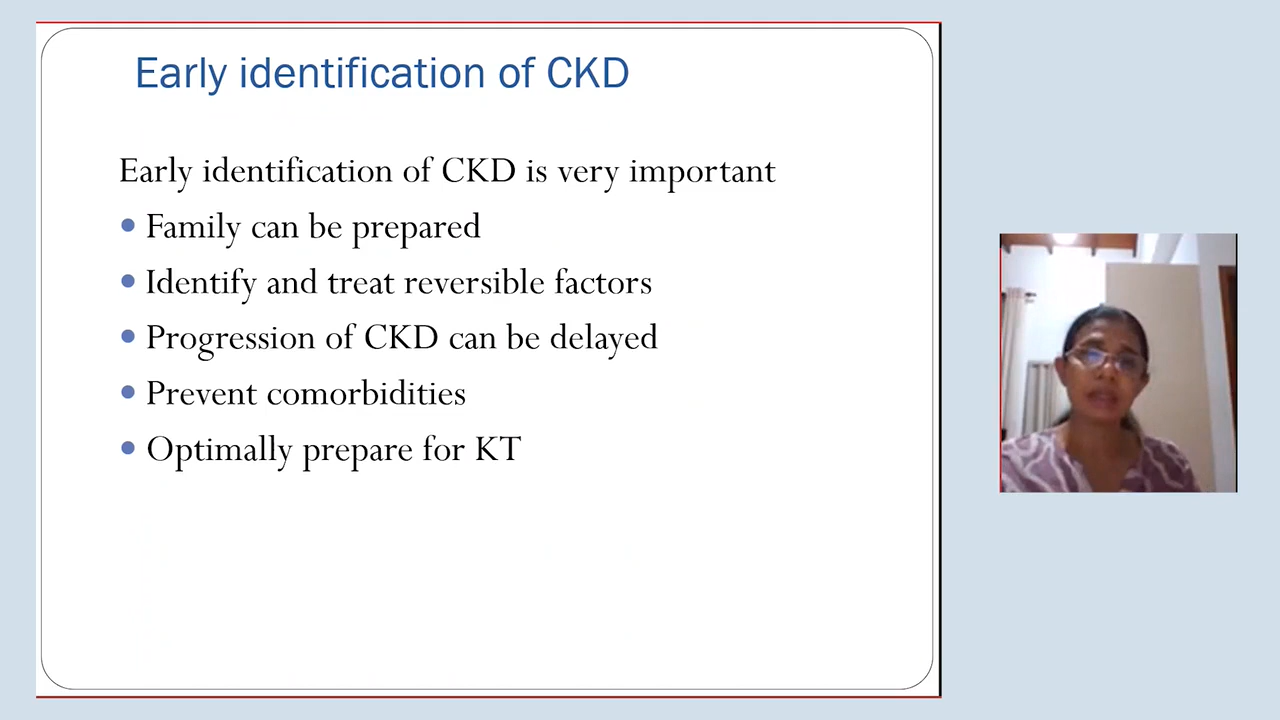 Early identification of CKD
Early identification of CKD is very important
• Family can be prepared
• Identify and treat reversible factors
• Progression of CKD can be delayed
• Prevent comorbidities
• Optimally prepare for KT